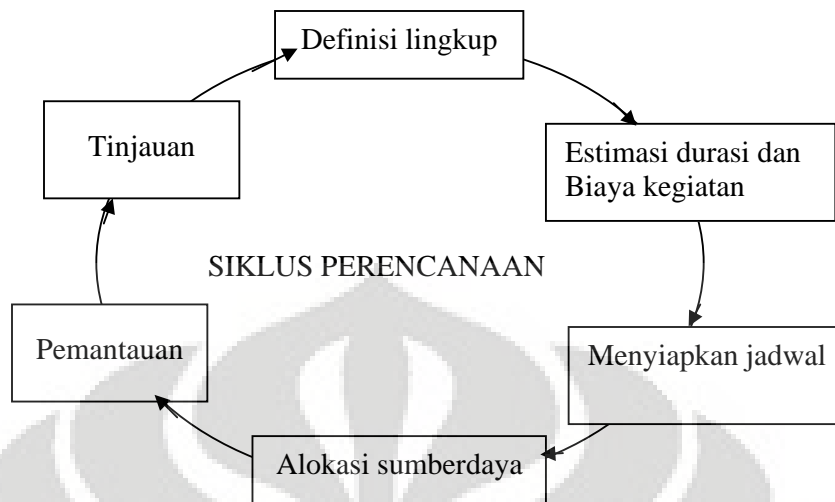 Definisi lingkup
Estimasi durasi dan
Biaya kegiatan
Menyiapkan jadwal
Alokasi sumberdaya
Pemantauan
Tinjauan
SIKLUS PERENCANAAN